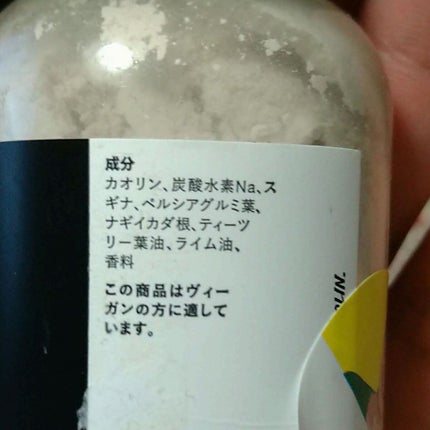 成分
カオリン、炭酸水素Na、ス
ギナ、ペルシアグルミ葉、
ナギイカダ根、ティーツ
リー葉油、ライム油、
香料
この商品はヴィー
ガンの方に適して
います。